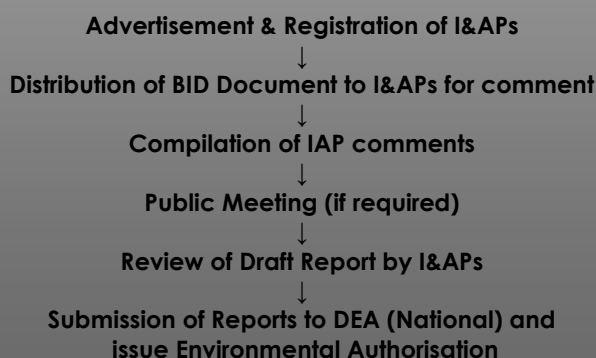 Advertisement & Registration of I&APs
↓
Distribution of BID Document to I&APs for comment
↓
Compilation of IAP comments
↓
Public Meeting (if required)
↓
Review of Draft Report by I&APs
↓
Submission of Reports to DEA (National) and
issue Environmental Authorisation